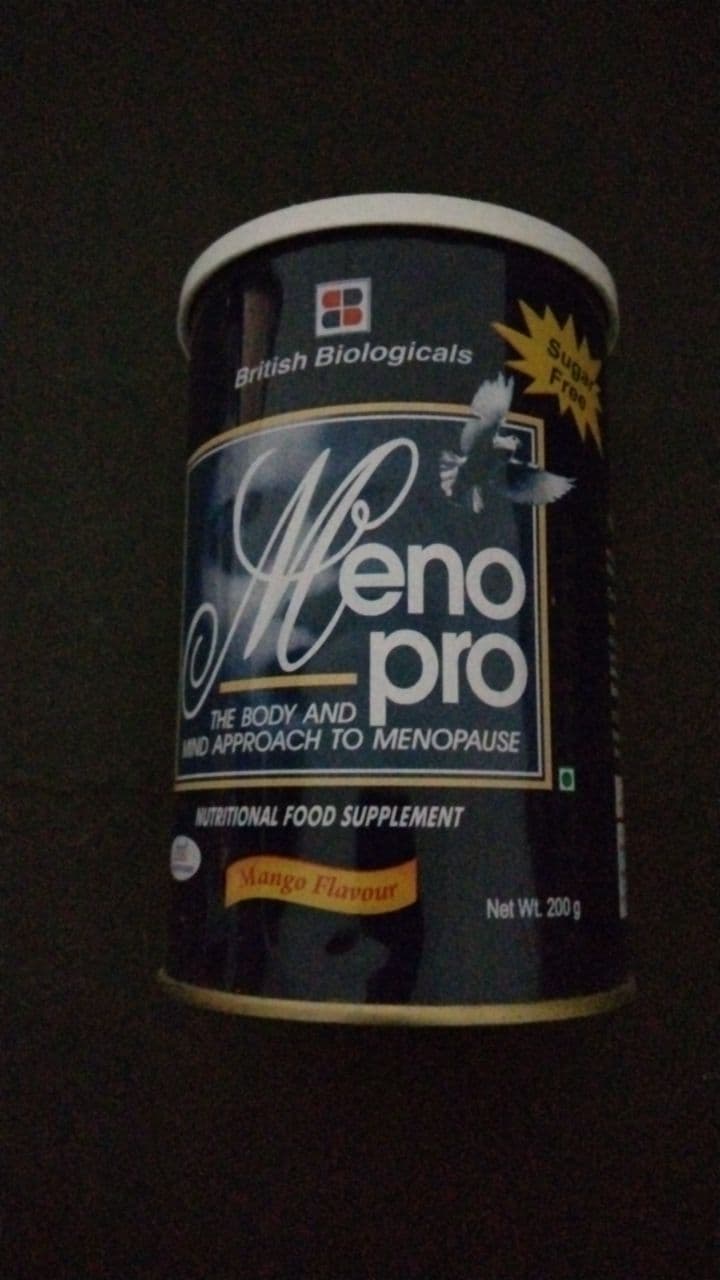 British Biologicals
Sugar
Free
Meno
pro
THE BODY AND
MIND APPROACH TO MENOPAUSE
NUTRITIONAL FOOD SUPPLEMENT
Mango Flavour
Net Wt. 200 g